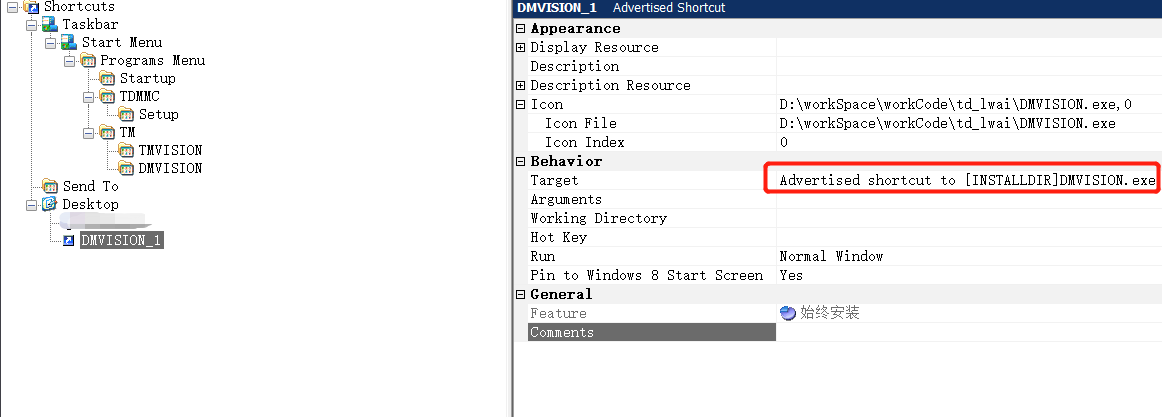 Shortcuts
Taskbar
Start Menu
Programs Menu
Startup
TDMMC
Setup
TM
TMVISION
DMVISION
Send To
Desktop
DMVISION_1
DMVISION_1 Advertised Shortcut
Appearance
Display Resource
Description
Description Resource
Icon D:\workSpace\workCode\td_lwai\DMVISION.exe,0
Icon File D:\workSpace\workCode\td_lwai\DMVISION.exe
Icon Index 0
Behavior
Target Advertised shortcut to [INSTALLDIR]DMVISION.exe
Arguments
Working Directory
Hot Key
Run Normal Window
Pin to Windows 8 Start Screen Yes
General
Feature 始终安装
Comments